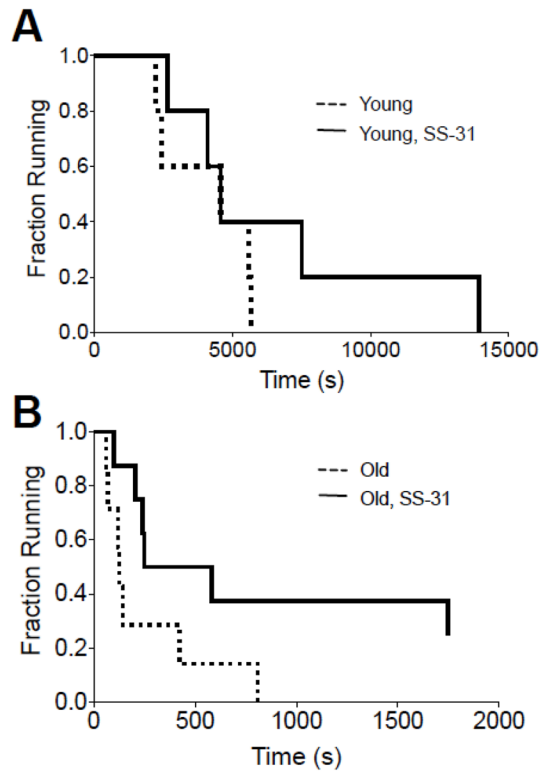 A
1.0
0.8
0.6
0.4
0.2
0.0
Fraction Running
Young
Young, SS-31
0
5000
10000
15000
Time (s)
B
1.0
0.8
0.6
0.4
0.2
0.0
Fraction Running
Old
Old, SS-31
0
500
1000
1500
2000
Time (s)